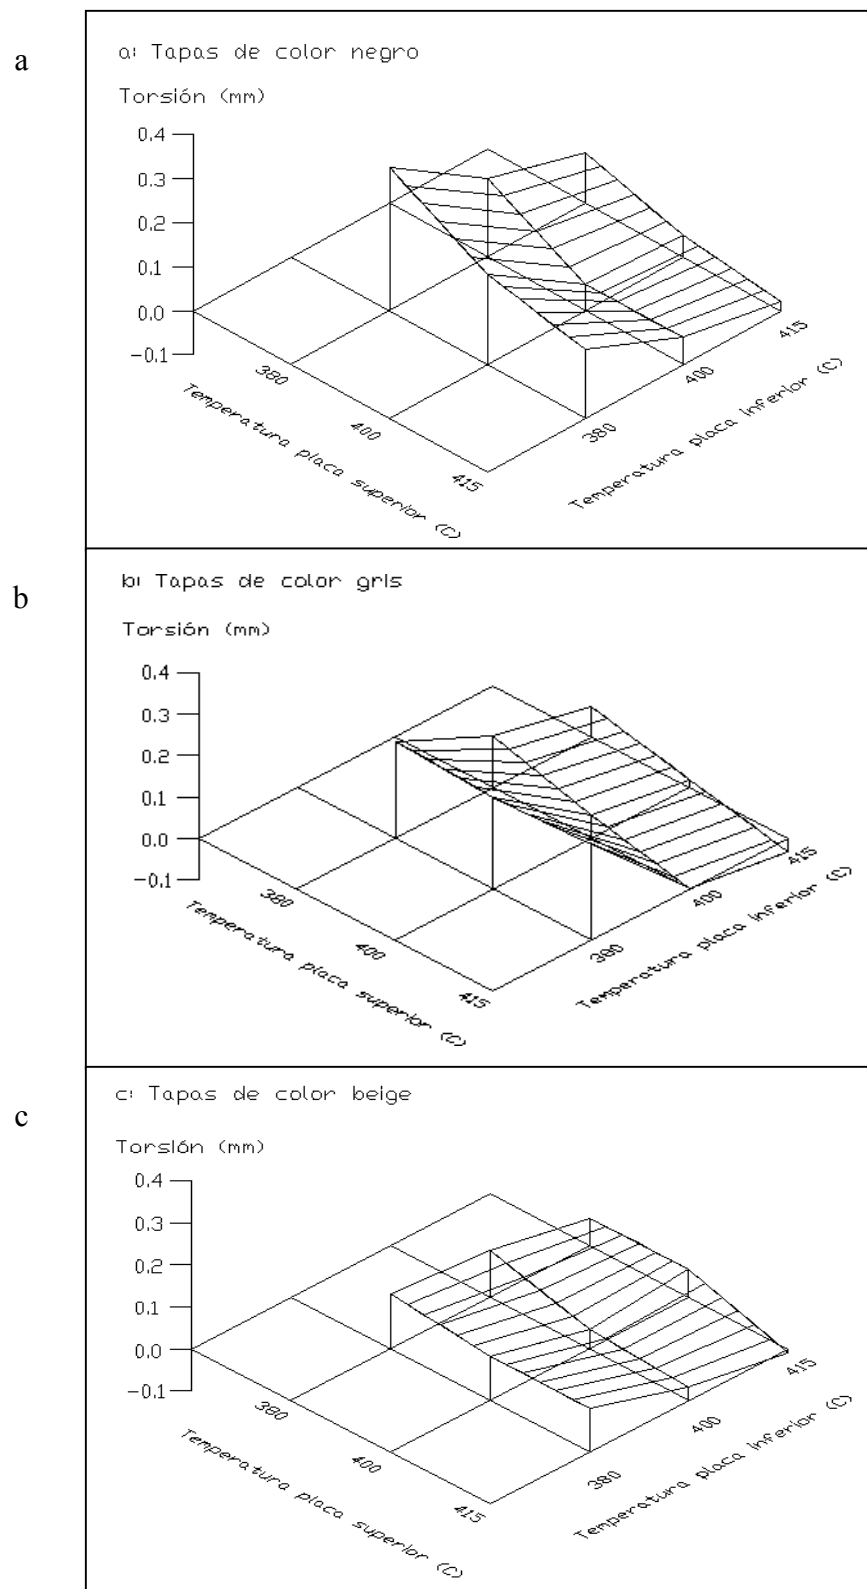 a
a: Tapas de color negro
Torsión (mm)
0.4
0.3
0.2
0.1
0.0
-0.1
380
400
415
Temperatura placa superior (C)
380
400
415
Temperatura placa inferior (C)
b
b: Tapas de color gris
Torsión (mm)
0.4
0.3
0.2
0.1
0.0
-0.1
380
400
415
Temperatura placa superior (C)
380
400
415
Temperatura placa inferior (C)
c
c: Tapas de color beige
Torsión (mm)
0.4
0.3
0.2
0.1
0.0
-0.1
380
400
415
Temperatura placa superior (C)
380
400
415
Temperatura placa inferior (C)